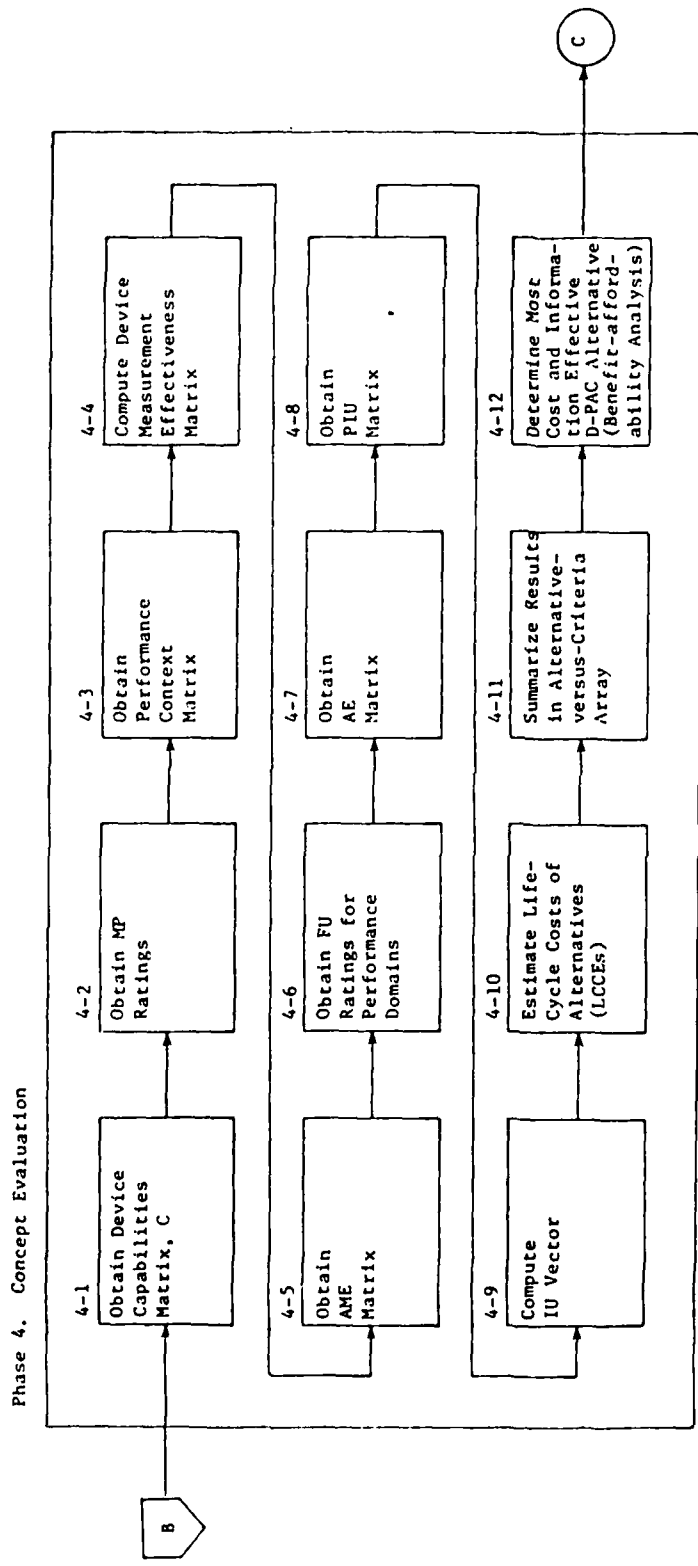 Phase 4. Concept Evaluation
B
4-1
Obtain Device
Capabilities
Matrix, C
4-2
Obtain MP
Ratings
4-3
Obtain
Performance
Context
Matrix
4-4
Compute Device
Measurement
Effectiveness
Matrix
4-5
Obtain
AME
Matrix
4-6
Obtain FU
Ratings for
Performance
Domains
4-7
Obtain
AE
Matrix
4-8
Obtain
PIU
Matrix
4-9
Compute
IU Vector
4-10
Estimate Life-
Cycle Costs of
Alternatives
(LCCEs)
4-11
Summarize Results
in Alternative-
versus-Criteria
Array
4-12
Determine Most
Cost and Informa-
tion Effective
D-PAC Alternative
(Benefit-afford-
ability Analysis)
C